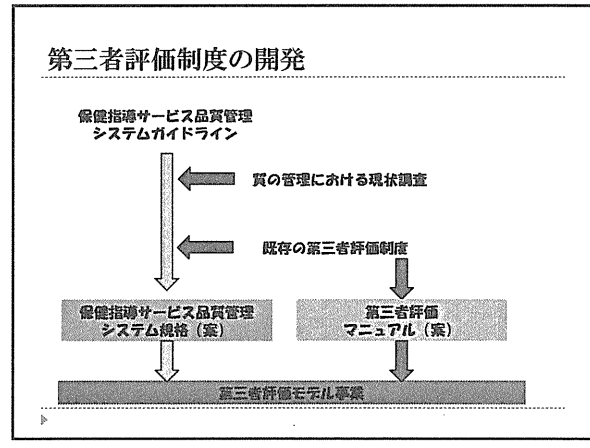 第三者評価制度の開発
保健指導サービス品質管理
システムガイドライン
質の管理における現状調査
既存の第三者評価制度
保健指導サービス品質管理
システム規格（案）
第三者評価
マニュアル（案）
第三者評価モデル事業